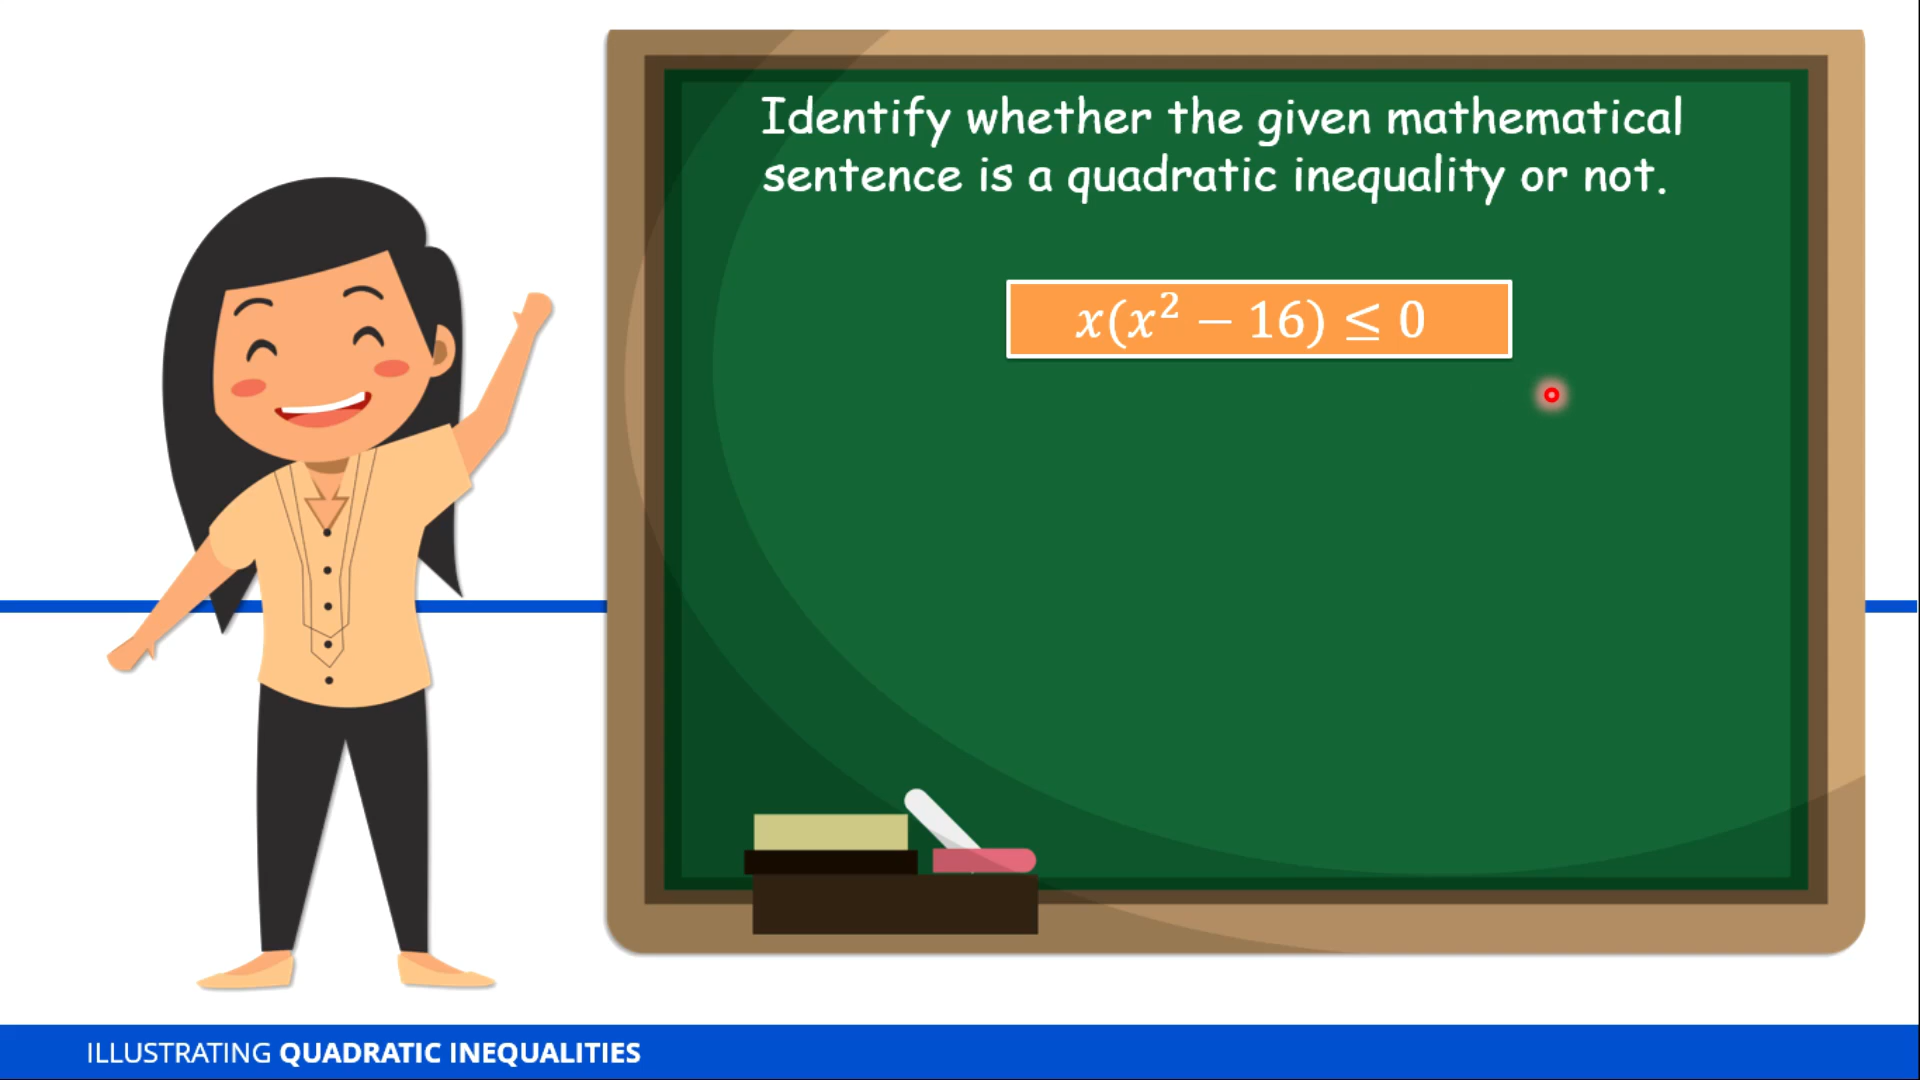 Identify whether the given mathematical
sentence is a quadratic inequality or not.
x(x² − 16) ≤ 0
ILLUSTRATING QUADRATIC INEQUALITIES